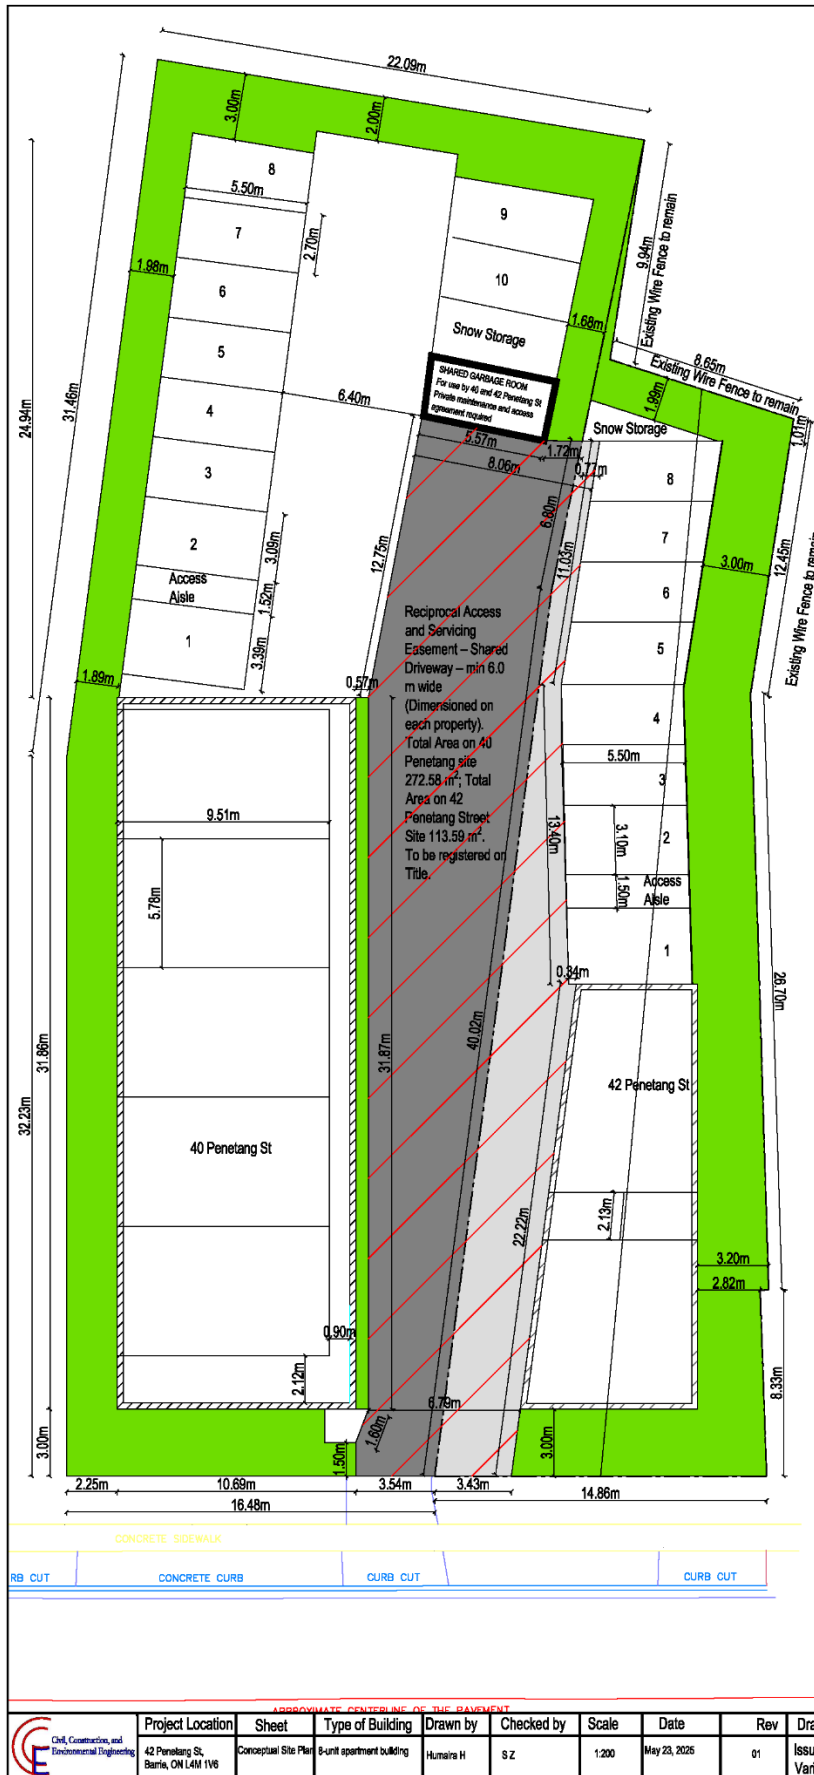 22.09m
3.00m
2.00m
8
5.50m
7
2.70m
1.98m
6
5
4
3
2
Access
Aisle
1
3.09m
1.52m
3.39m
1.89m
24.94m
31.46m
9
10
Snow Storage
1.68m
9.94m
Existing Wire Fence to remain
8.65m
Existing Wire Fence to remain
1.99m
1.01m
SHARED GARBAGE ROOM
For use by 40 and 42 Penetang St
Private maintenance and access
agreement required
6.40m
5.57m
1.72m
8.06m
0.77m
Snow Storage
6.80m
11.03m
12.75m
0.57m
8
7
6
5
4
5.50m
3
3.10m
2
1.50m
Access
Aisle
1
3.00m
12.45m
Existing Wire Fence to remain
Reciprocal Access
and Servicing
Easement – Shared
Driveway – min 6.0
m wide
(Dimensioned on
each property).
Total Area on 40
Penetang site
272.58 m²; Total
Area on 42
Penetang Street
Site 113.59 m².
To be registered on
Title.
13.40m
0.34m
9.51m
5.78m
31.86m
32.23m
31.87m
40.02m
26.70m
40 Penetang St
42 Penetang St
22.22m
2.13m
3.20m
2.82m
8.33m
0.90m
2.12m
6.79m
1.60m
1.50m
3.00m
3.00m
2.25m
10.69m
3.54m
3.43m
16.48m
14.86m
CONCRETE SIDEWALK
RB CUT
CONCRETE CURB
CURB CUT
CURB CUT
APPROXIMATE CENTERLINE OF THE PAVEMENT
CCE
Civil, Construction, and
Environmental Engineering
Project Location
42 Penetang St,
Barrie, ON L4M 1V6
Sheet
Conceptual Site Plan
Type of Building
8-unit apartment building
Drawn by
Humaira H
Checked by
S Z
Scale
1:200
Date
May 23, 2025
Rev
01
Dra
Issu
Vari